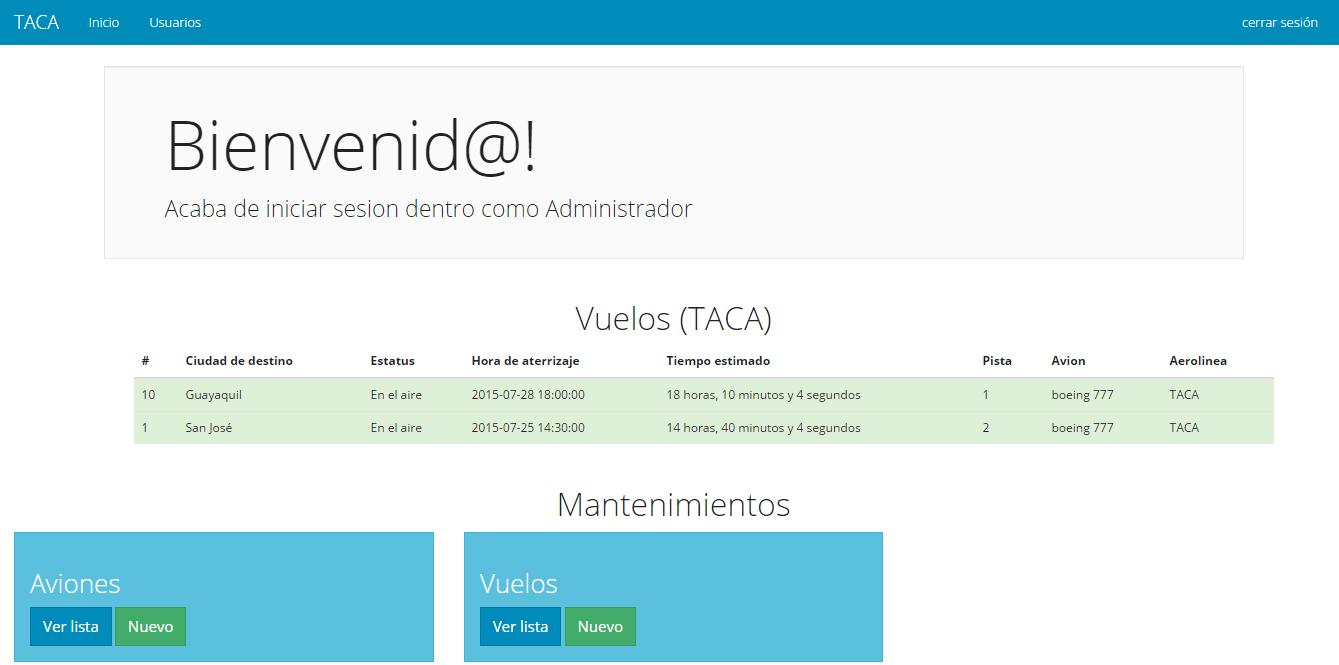 TACA Inicio Usuarios cerrar sesión
Bienvenid@!
Acaba de iniciar sesion dentro como Administrador
Vuelos (TACA)
# Ciudad de destino Estatus Hora de aterrizaje Tiempo estimado Pista Avion Aerolinea
10 Guayaquil En el aire 2015-07-28 18:00:00 18 horas, 10 minutos y 4 segundos 1 boeing 777 TACA
1 San José En el aire 2015-07-25 14:30:00 14 horas, 40 minutos y 4 segundos 2 boeing 777 TACA
Mantenimientos
Aviones Vuelos
Ver lista Nuevo Ver lista Nuevo